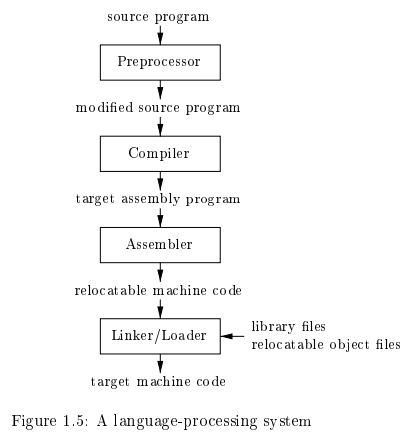 source program
Preprocessor
modified source program
Compiler
target assembly program
Assembler
relocatable machine code
Linker/Loader
library files
relocatable object files
target machine code
Figure 1.5: A language-processing system